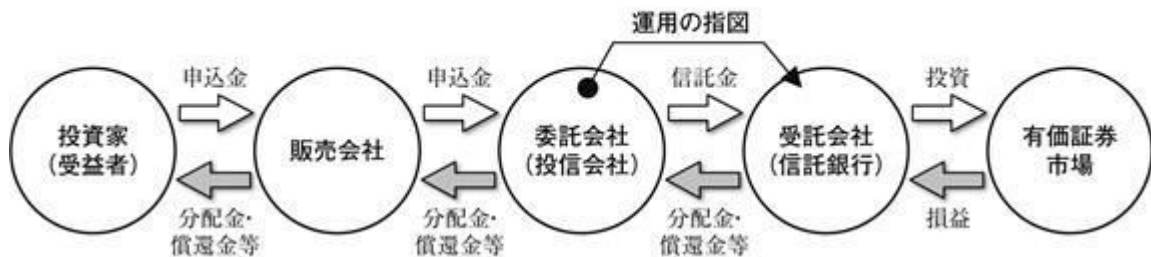 運用の指図
申込金
申込金
信託金
投資
投資家
（受益者）
販売会社
委託会社
（投信会社）
受託会社
（信託銀行）
有価証券
市場
分配金・
償還金等
分配金・
償還金等
分配金・
償還金等
損益